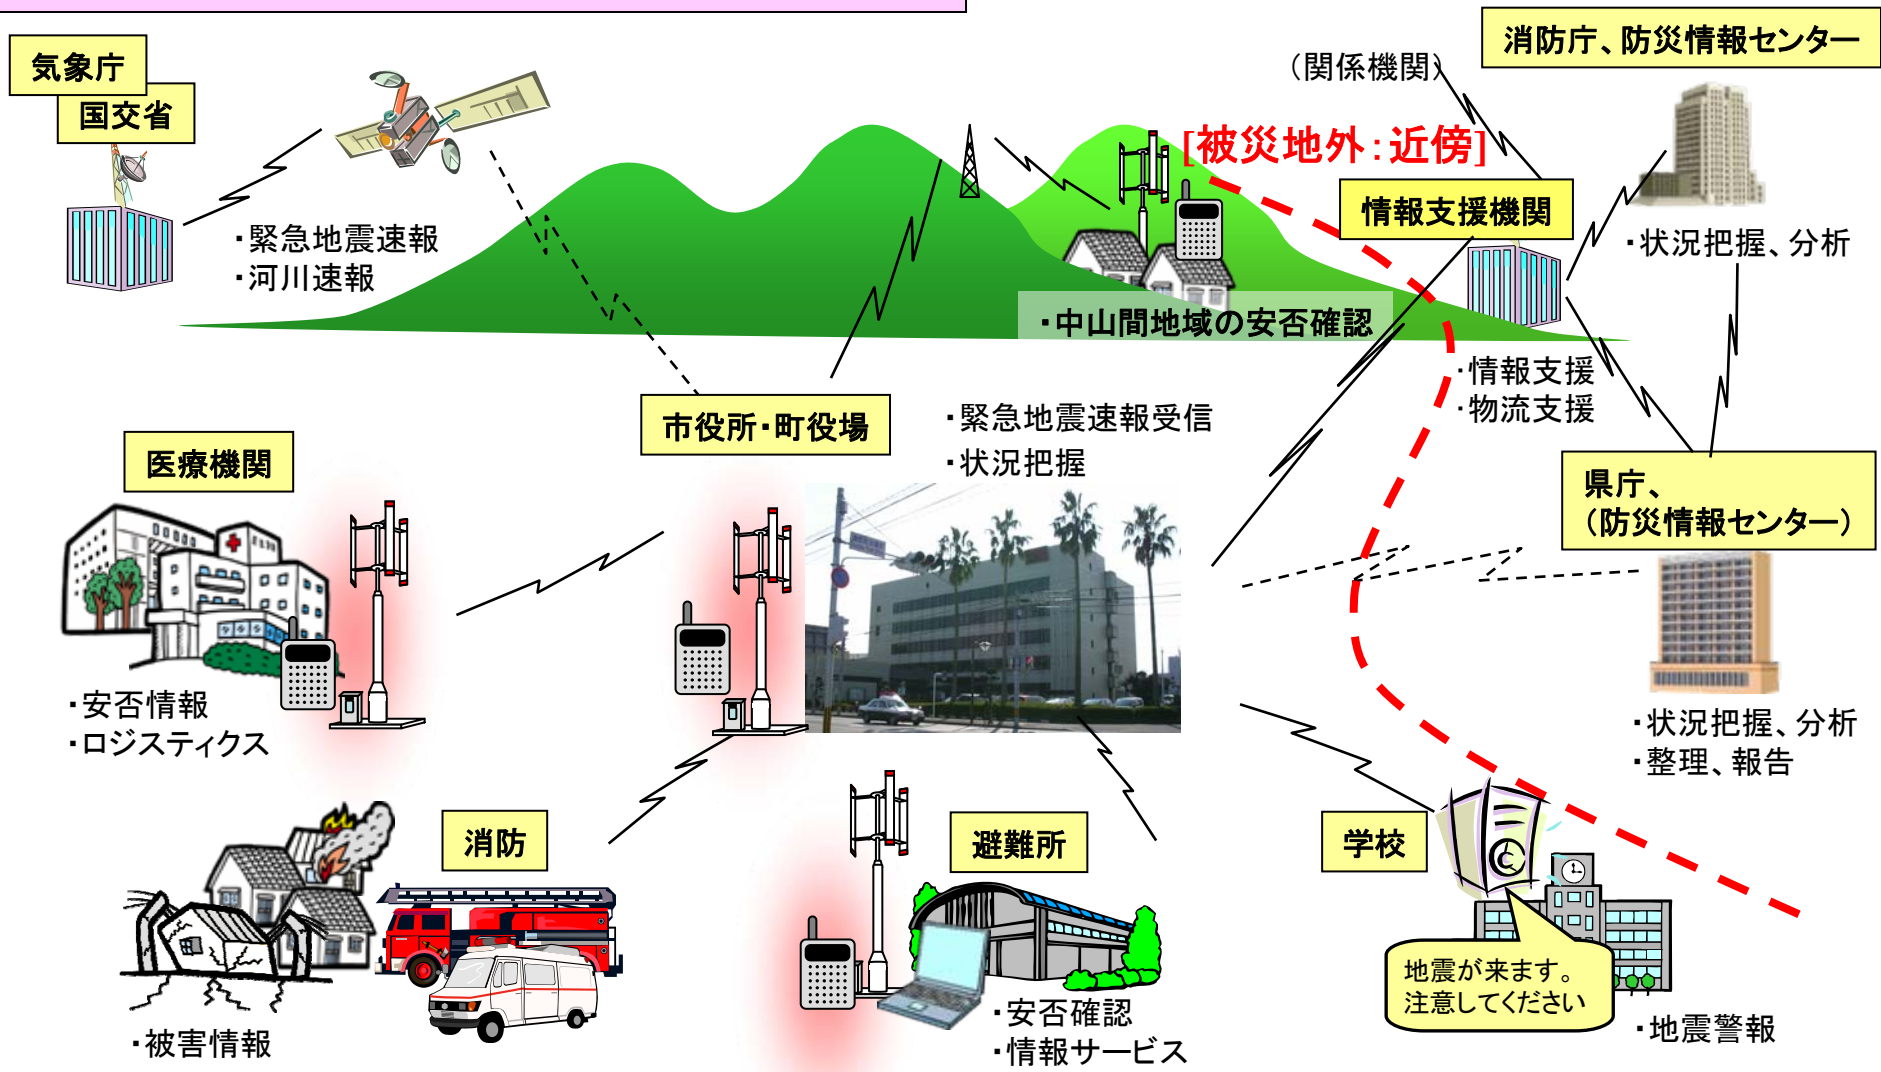 気象庁
国交省
・緊急地震速報
・河川速報
(関係機関)
消防庁、防災情報センター
[被災地外:近傍]
情報支援機関
・状況把握、分析
・中山間地域の安否確認
・情報支援
・物流支援
市役所・町役場
・緊急地震速報受信
・状況把握
医療機関
・安否情報
・ロジスティクス
県庁、
(防災情報センター)
・状況把握、分析
・整理、報告
消防
・被害情報
避難所
・安否確認
・情報サービス
学校
地震が来ます。
注意してください
・地震警報